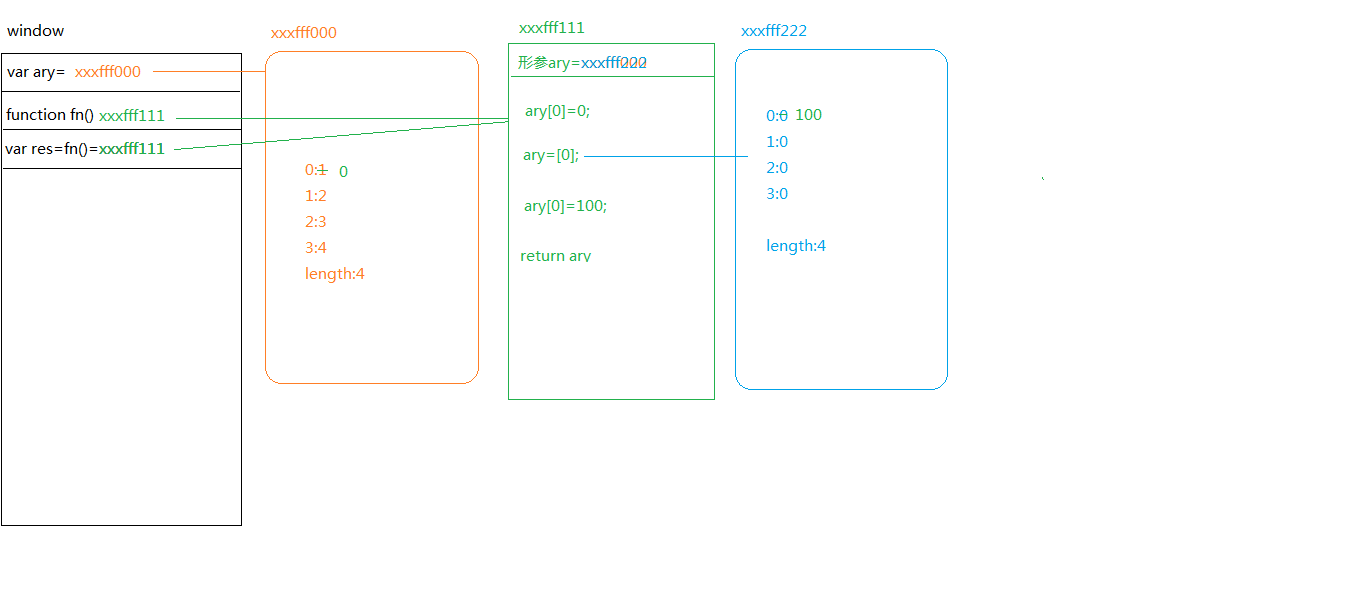 window
var ary= xxxfff000
function fn() xxxfff111
var res=fn()=xxxfff111
xxxfff000
0:1 0
1:2
2:3
3:4
length:4
xxxfff111
形参ary=xxxfff222
ary[0]=0;
ary=[0];
ary[0]=100;
return ary
xxxfff222
0:0 100
1:0
2:0
3:0
length:4